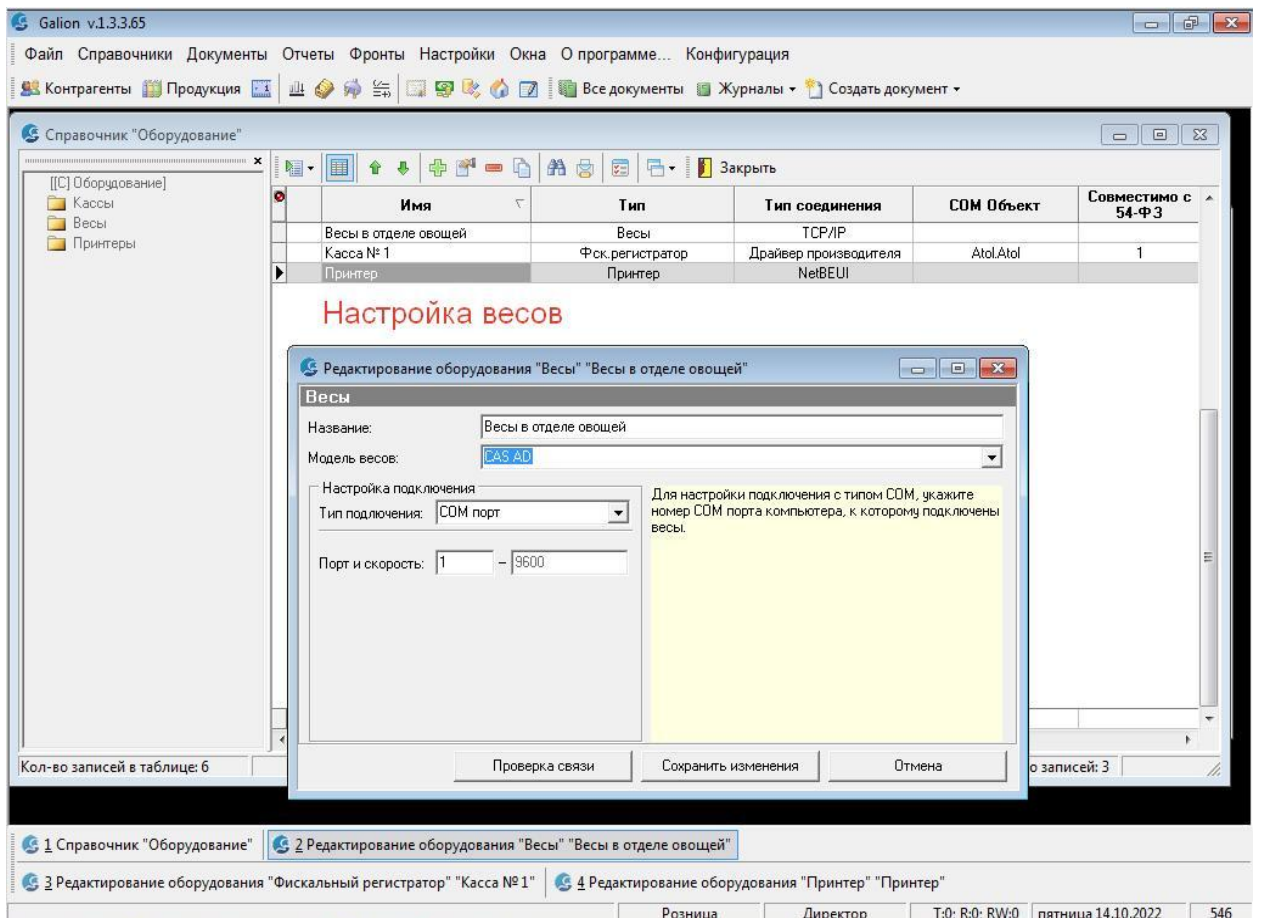 Galion v.1.3.3.65
Файл Справочники Документы Отчеты Фронты Настройки Окна О программе... Конфигурация
Контрагенты Продукция Все документы Журналы Создать документ
Справочник "Оборудование"
Закрыть
[[C] Оборудование]
Кассы
Весы
Принтеры
Имя Тип Тип соединения COM Объект Совместимо с 54-ФЗ
Весы в отделе овощей Весы TCP/IP
Касса № 1 Фск.регистратор Драйвер производителя Atol.Atol 1
Принтер Принтер NetBEUI
Настройка весов
Редактирование оборудования "Весы" "Весы в отделе овощей"
Весы
Название: Весы в отделе овощей
Модель весов: CAS AD
Настройка подключения
Тип подлючения: COM порт
Порт и скорость: 1 – 9600
Для настройки подключения с типом COM, укажите
номер COM порта компьютера, к которому подключены
весы.
Проверка связи Сохранить изменения Отмена
Кол-во записей в таблице: 6 о записей: 3
1 Справочник "Оборудование" 2 Редактирование оборудования "Весы" "Весы в отделе овощей"
3 Редактирование оборудования "Фискальный регистратор" "Касса № 1" 4 Редактирование оборудования "Принтер" "Принтер"
Розница Директор T:0; R:0; RW:0 пятница 14.10.2022 546